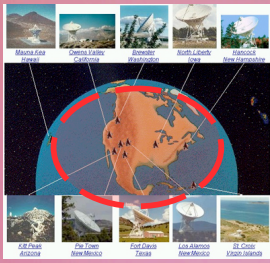 Mauna Kea
Hawaii
Owens Valley
California
Brewster
Washington
North Liberty
Iowa
Hancock
New Hampshire
Kitt Peak
Arizona
Pie Town
New Mexico
Fort Davis
Texas
Los Alamos
New Mexico
St. Croix
Virgin Islands